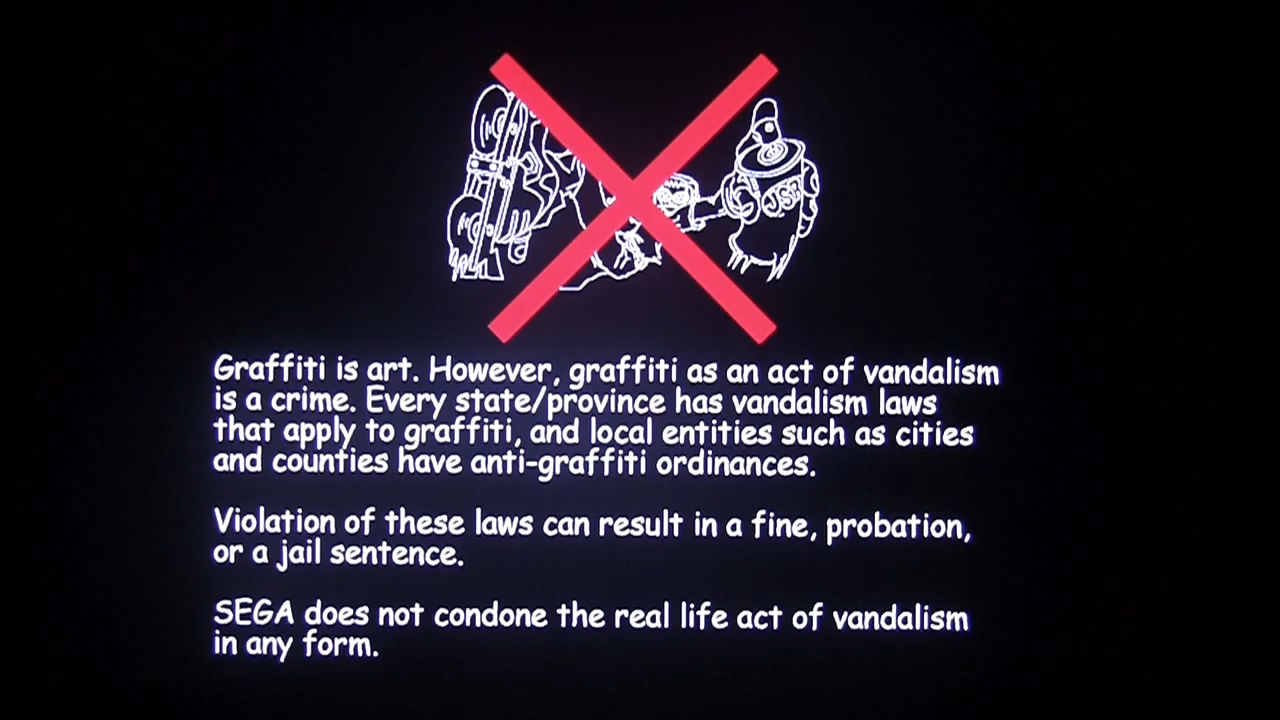 JSR
Graffiti is art. However, graffiti as an act of vandalism
is a crime. Every state/province has vandalism laws
that apply to graffiti, and local entities such as cities
and counties have anti-graffiti ordinances.
Violation of these laws can result in a fine, probation,
or a jail sentence.
SEGA does not condone the real life act of vandalism
in any form.